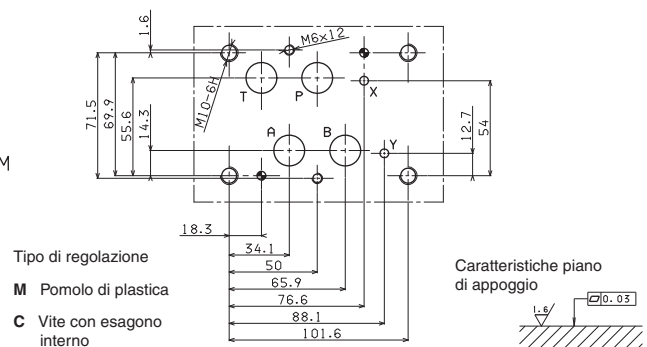 1.6
M6x12
M10-6H
T
P
X
71.5
69.9
55.6
14.3
A
B
Y
12.7
54
M
18.3
34.1
50
65.9
76.6
88.1
101.6
Tipo di regolazione
M Pomolo di plastica
C Vite con esagono
interno
Caratteristiche piano
di appoggio
1.6
0.03